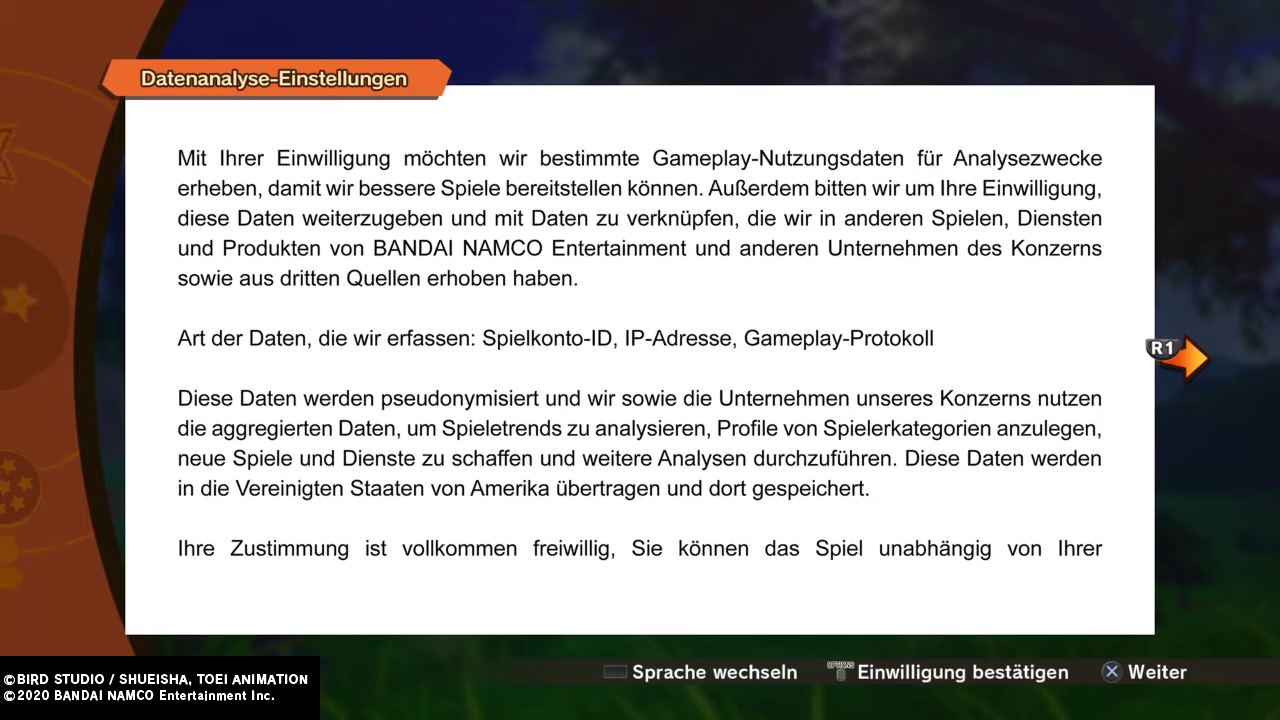 Datenanalyse-Einstellungen
Mit Ihrer Einwilligung möchten wir bestimmte Gameplay-Nutzungsdaten für Analysezwecke
erheben, damit wir bessere Spiele bereitstellen können. Außerdem bitten wir um Ihre Einwilligung,
diese Daten weiterzugeben und mit Daten zu verknüpfen, die wir in anderen Spielen, Diensten
und Produkten von BANDAI NAMCO Entertainment und anderen Unternehmen des Konzerns
sowie aus dritten Quellen erhoben haben.
Art der Daten, die wir erfassen: Spielkonto-ID, IP-Adresse, Gameplay-Protokoll
R1
Diese Daten werden pseudonymisiert und wir sowie die Unternehmen unseres Konzerns nutzen
die aggregierten Daten, um Spieletrends zu analysieren, Profile von Spielerkategorien anzulegen,
neue Spiele und Dienste zu schaffen und weitere Analysen durchzuführen. Diese Daten werden
in die Vereinigten Staaten von Amerika übertragen und dort gespeichert.
Ihre Zustimmung ist vollkommen freiwillig, Sie können das Spiel unabhängig von Ihrer
Sprache wechseln OPTIONS Einwilligung bestätigen Weiter
©BIRD STUDIO / SHUEISHA, TOEI ANIMATION
©2020 BANDAI NAMCO Entertainment Inc.